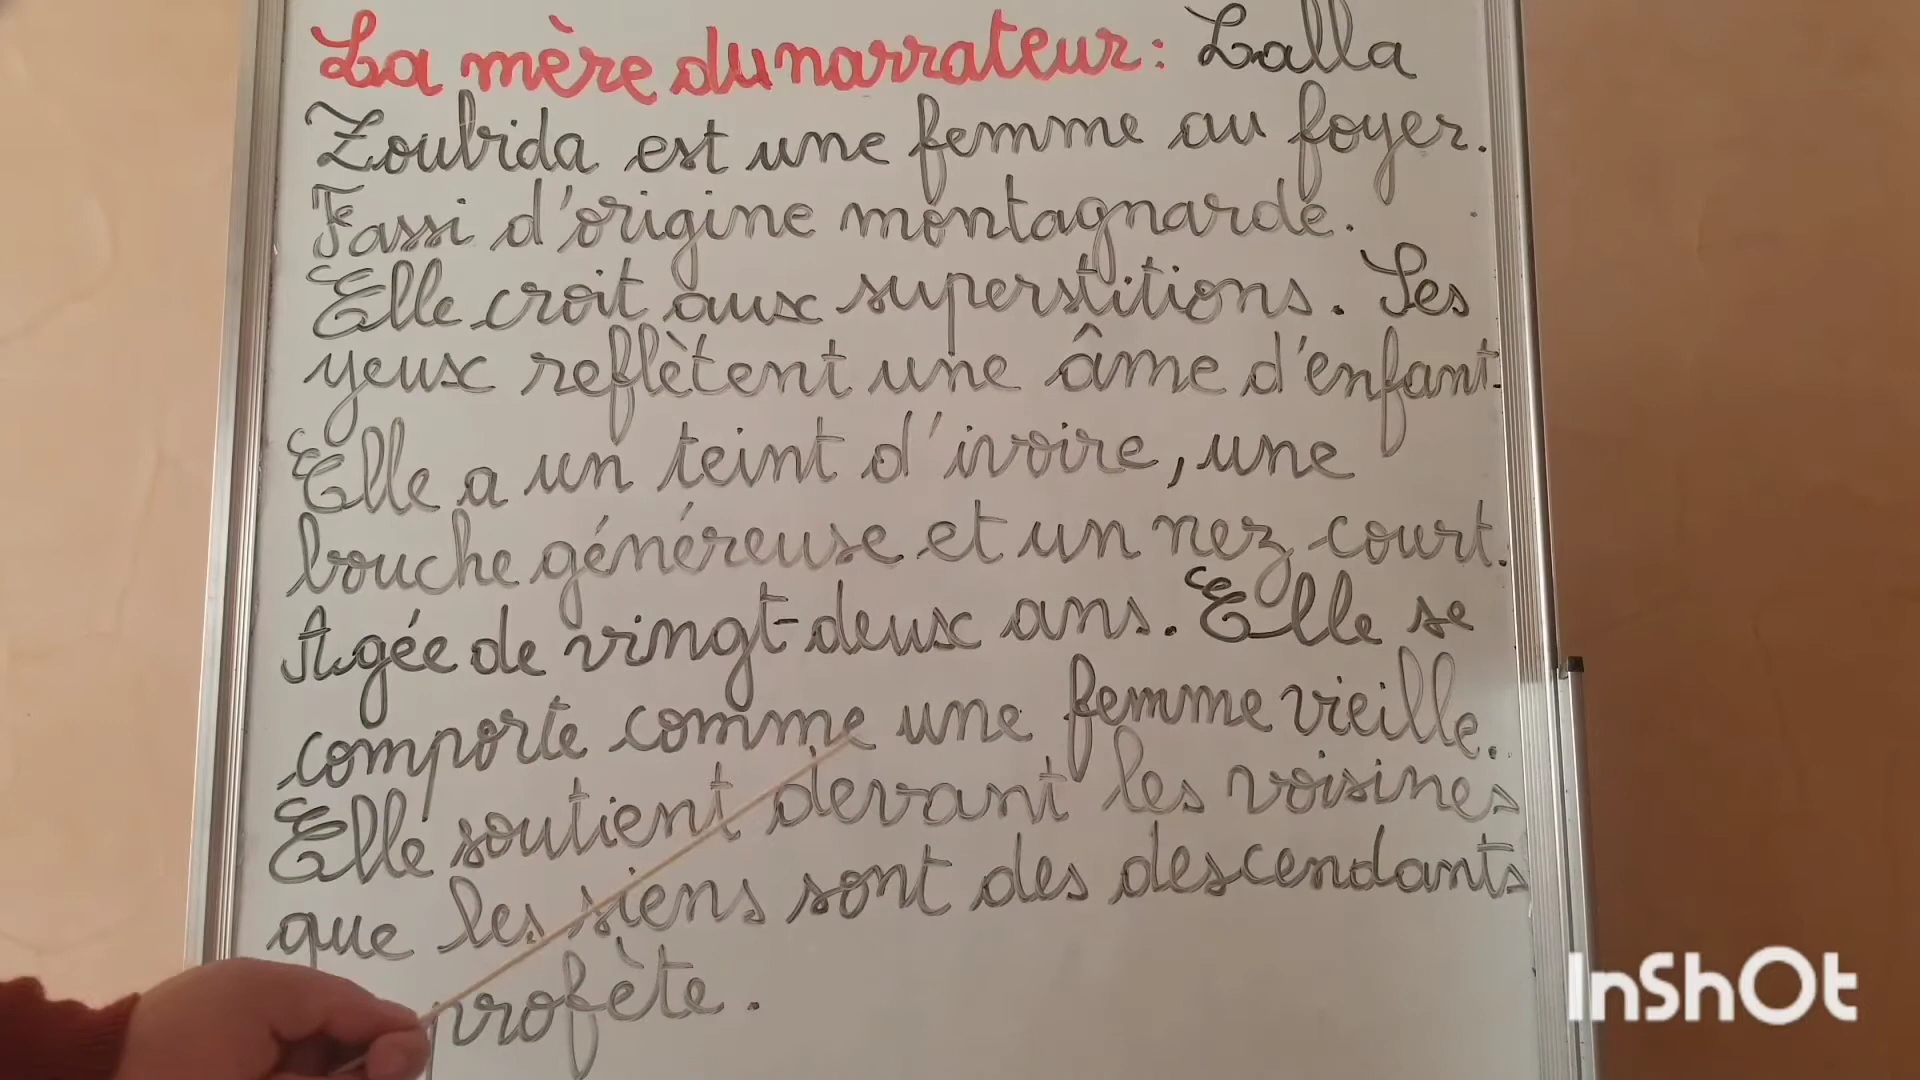 La mère du narrateur : Lalla
Zoubida est une femme au foyer.
Fassi d'origine montagnarde.
Elle croit aux superstitions. Ses
yeux reflètent une âme d'enfant.
Elle a un teint d'ivoire, une
bouche généreuse et un nez court.
Agée de vingt-deux ans. Elle se
comporte comme une femme vieille.
Elle soutient devant les voisines
que les siens sont des descendants
profète.
InShOt